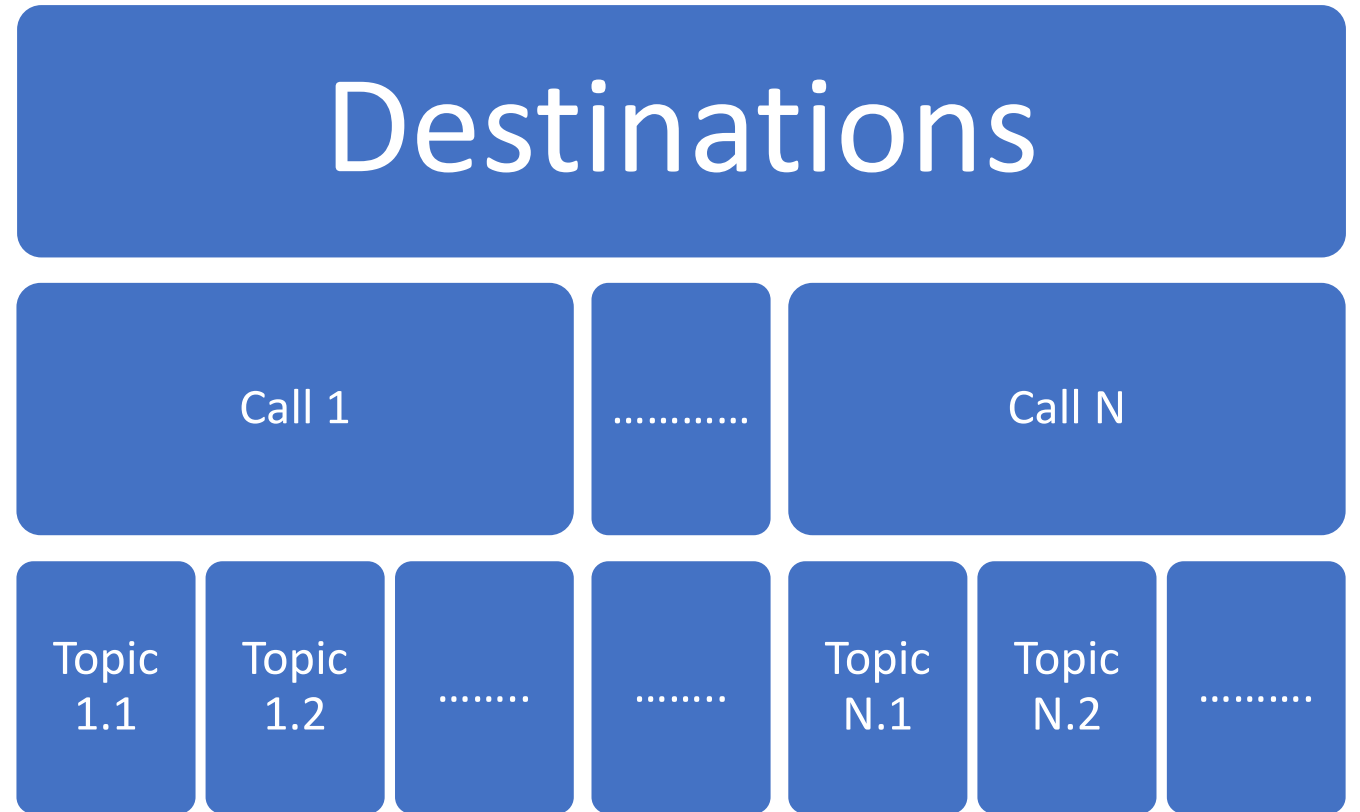 Destinations
Call 1
…………
Call N
Topic
1.1
Topic
1.2
……..
……..
Topic
N.1
Topic
N.2
……….